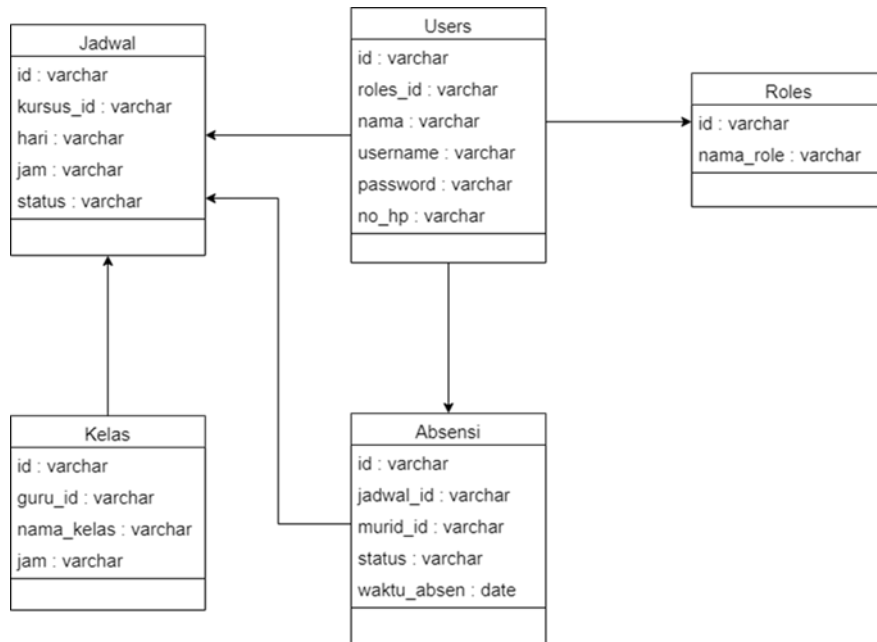 Jadwal
id : varchar
kursus_id : varchar
hari : varchar
jam : varchar
status : varchar
Users
id : varchar
roles_id : varchar
nama : varchar
username : varchar
password : varchar
no_hp : varchar
Roles
id : varchar
nama_role : varchar
Kelas
id : varchar
guru_id : varchar
nama_kelas : varchar
jam : varchar
Absensi
id : varchar
jadwal_id : varchar
murid_id : varchar
status : varchar
waktu_absen : date